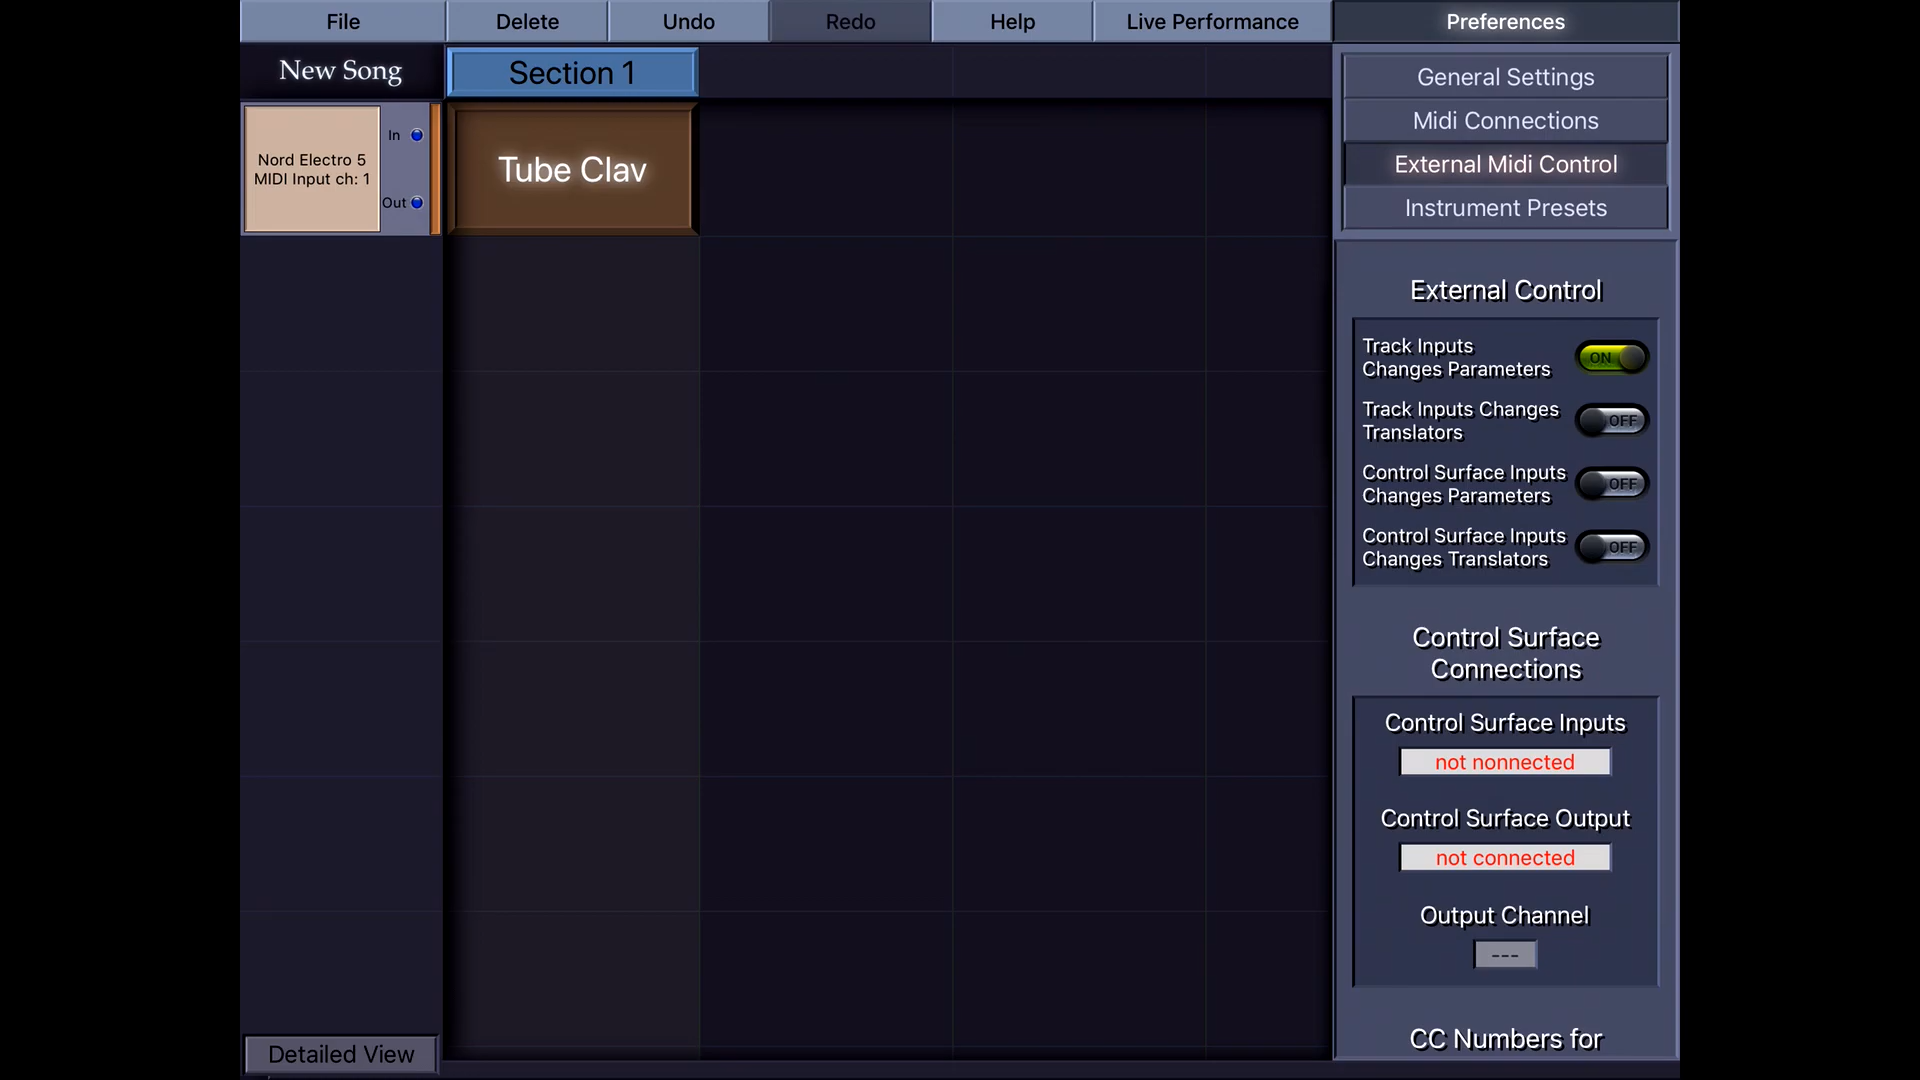 File
Delete
Undo
Redo
Help
Live Performance
Preferences
New Song
Section 1
General Settings
Midi Connections
External Midi Control
Instrument Presets
Nord Electro 5
MIDI Input ch: 1
In
Out
Tube Clav
External Control
Track Inputs
Changes Parameters
ON
Track Inputs Changes
Translators
OFF
Control Surface Inputs
Changes Parameters
OFF
Control Surface Inputs
Changes Translators
OFF
Control Surface
Connections
Control Surface Inputs
not nonnected
Control Surface Output
not connected
Output Channel
---
CC Numbers for
Detailed View